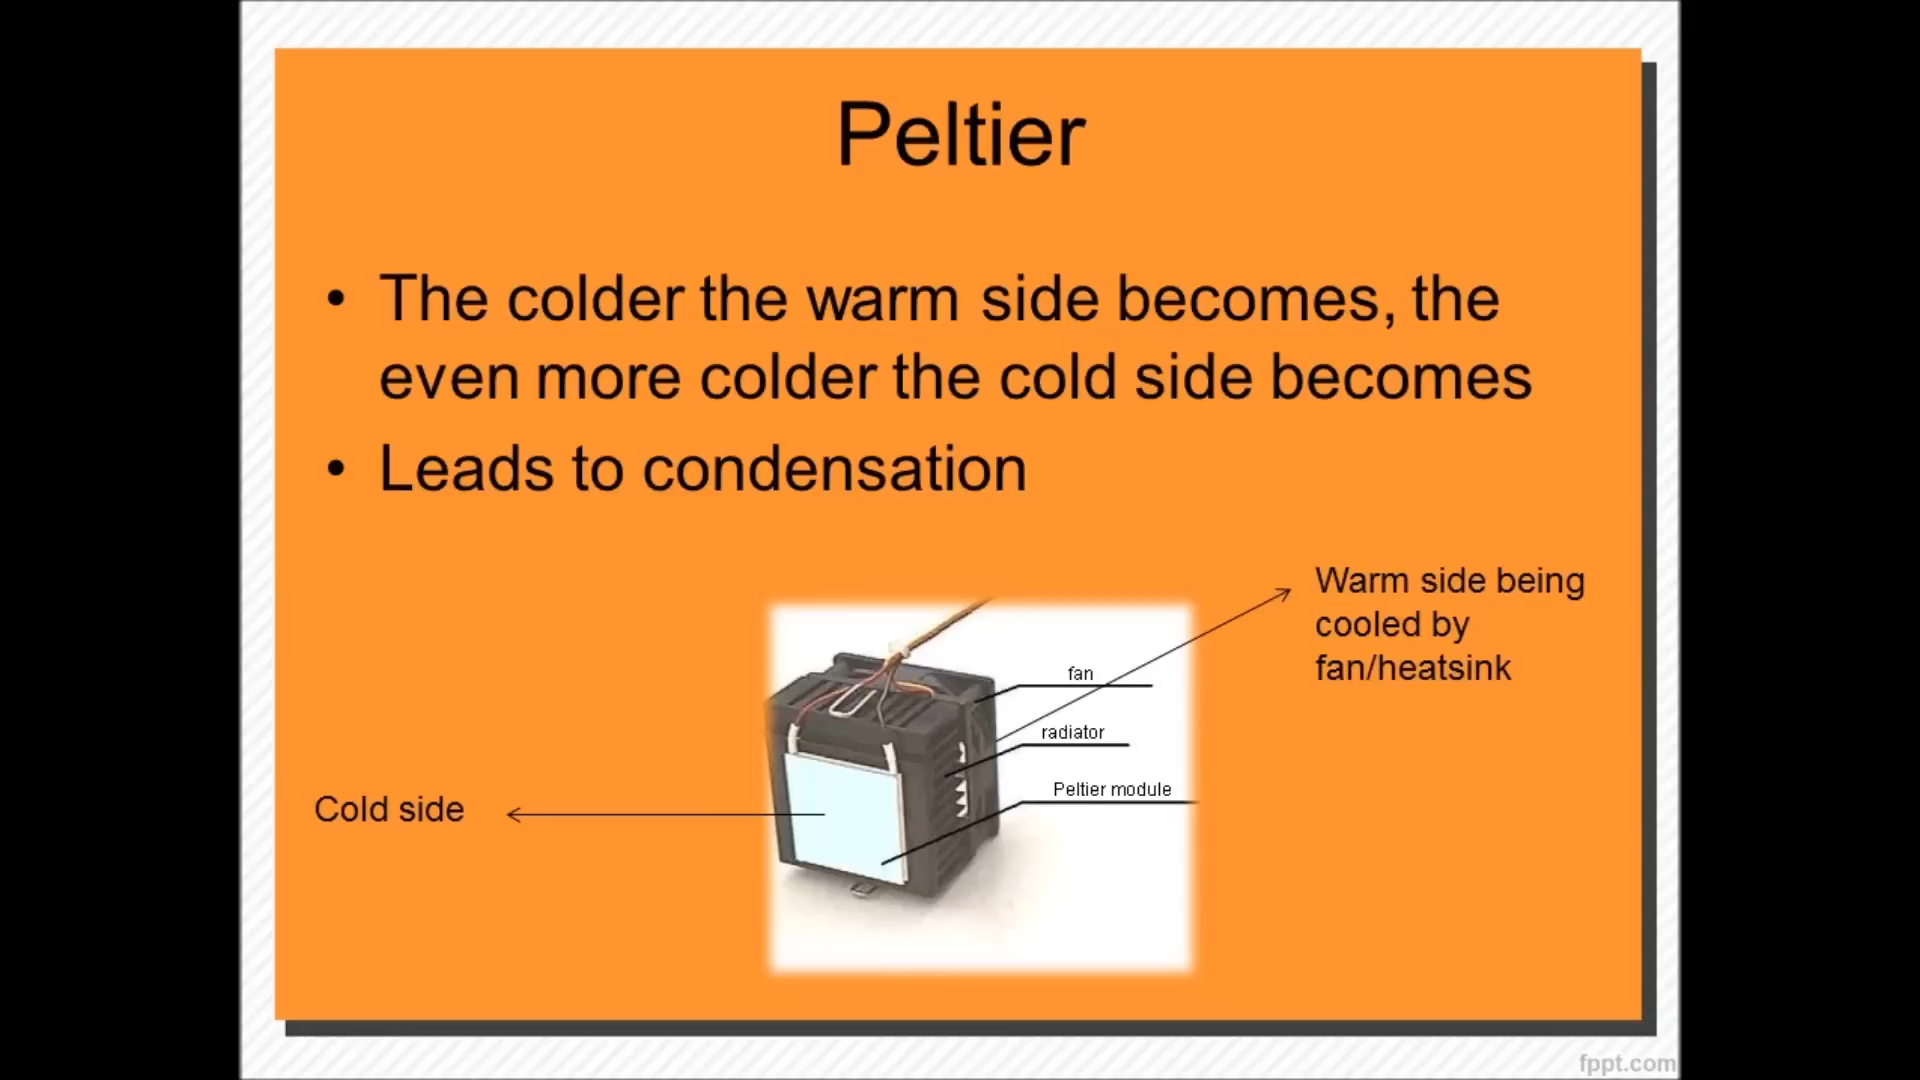 Peltier
• The colder the warm side becomes, the
even more colder the cold side becomes
• Leads to condensation
Warm side being
cooled by
fan/heatsink
fan
radiator
Peltier module
Cold side
fppt.com